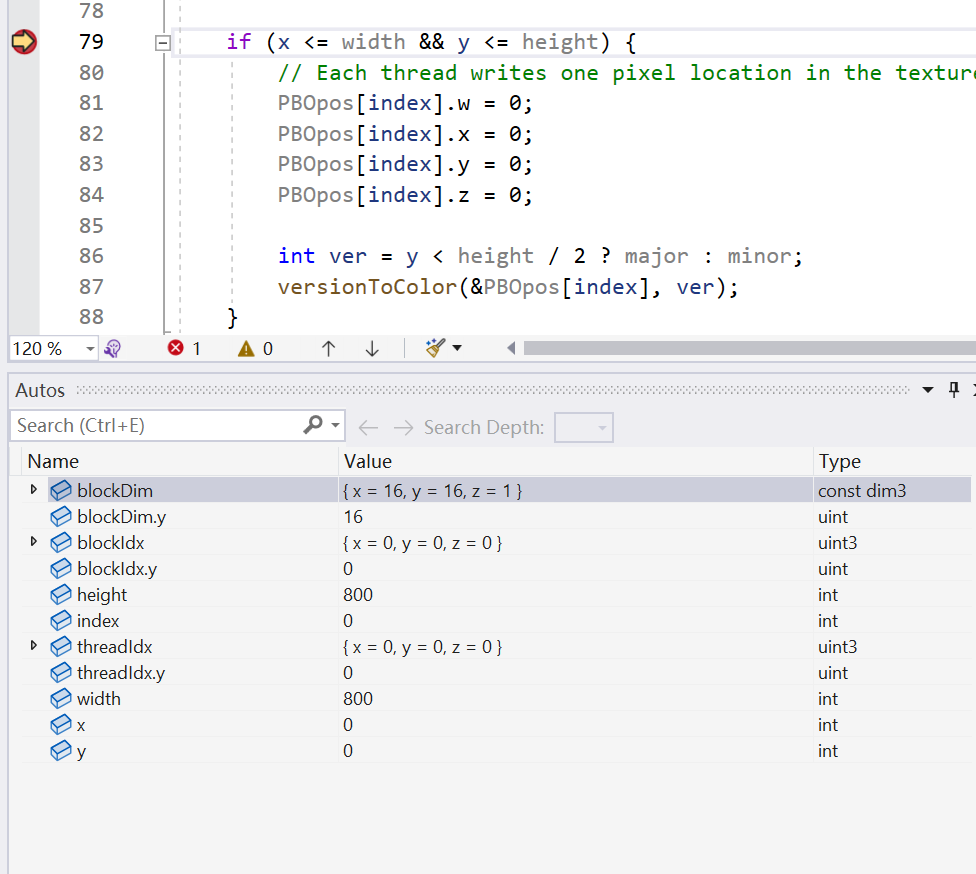 78
79 if (x <= width && y <= height) {
80 // Each thread writes one pixel location in the texture
81 PBOpos[index].w = 0;
82 PBOpos[index].x = 0;
83 PBOpos[index].y = 0;
84 PBOpos[index].z = 0;
85
86 int ver = y < height / 2 ? major : minor;
87 versionToColor(&PBOpos[index], ver);
88 }
120 % 1 0
Autos
Search (Ctrl+E) Search Depth:
Name Value Type
blockDim { x = 16, y = 16, z = 1 } const dim3
blockDim.y 16 uint
blockIdx { x = 0, y = 0, z = 0 } uint3
blockIdx.y 0 uint
height 800 int
index 0 int
threadIdx { x = 0, y = 0, z = 0 } uint3
threadIdx.y 0 uint
width 800 int
x 0 int
y 0 int